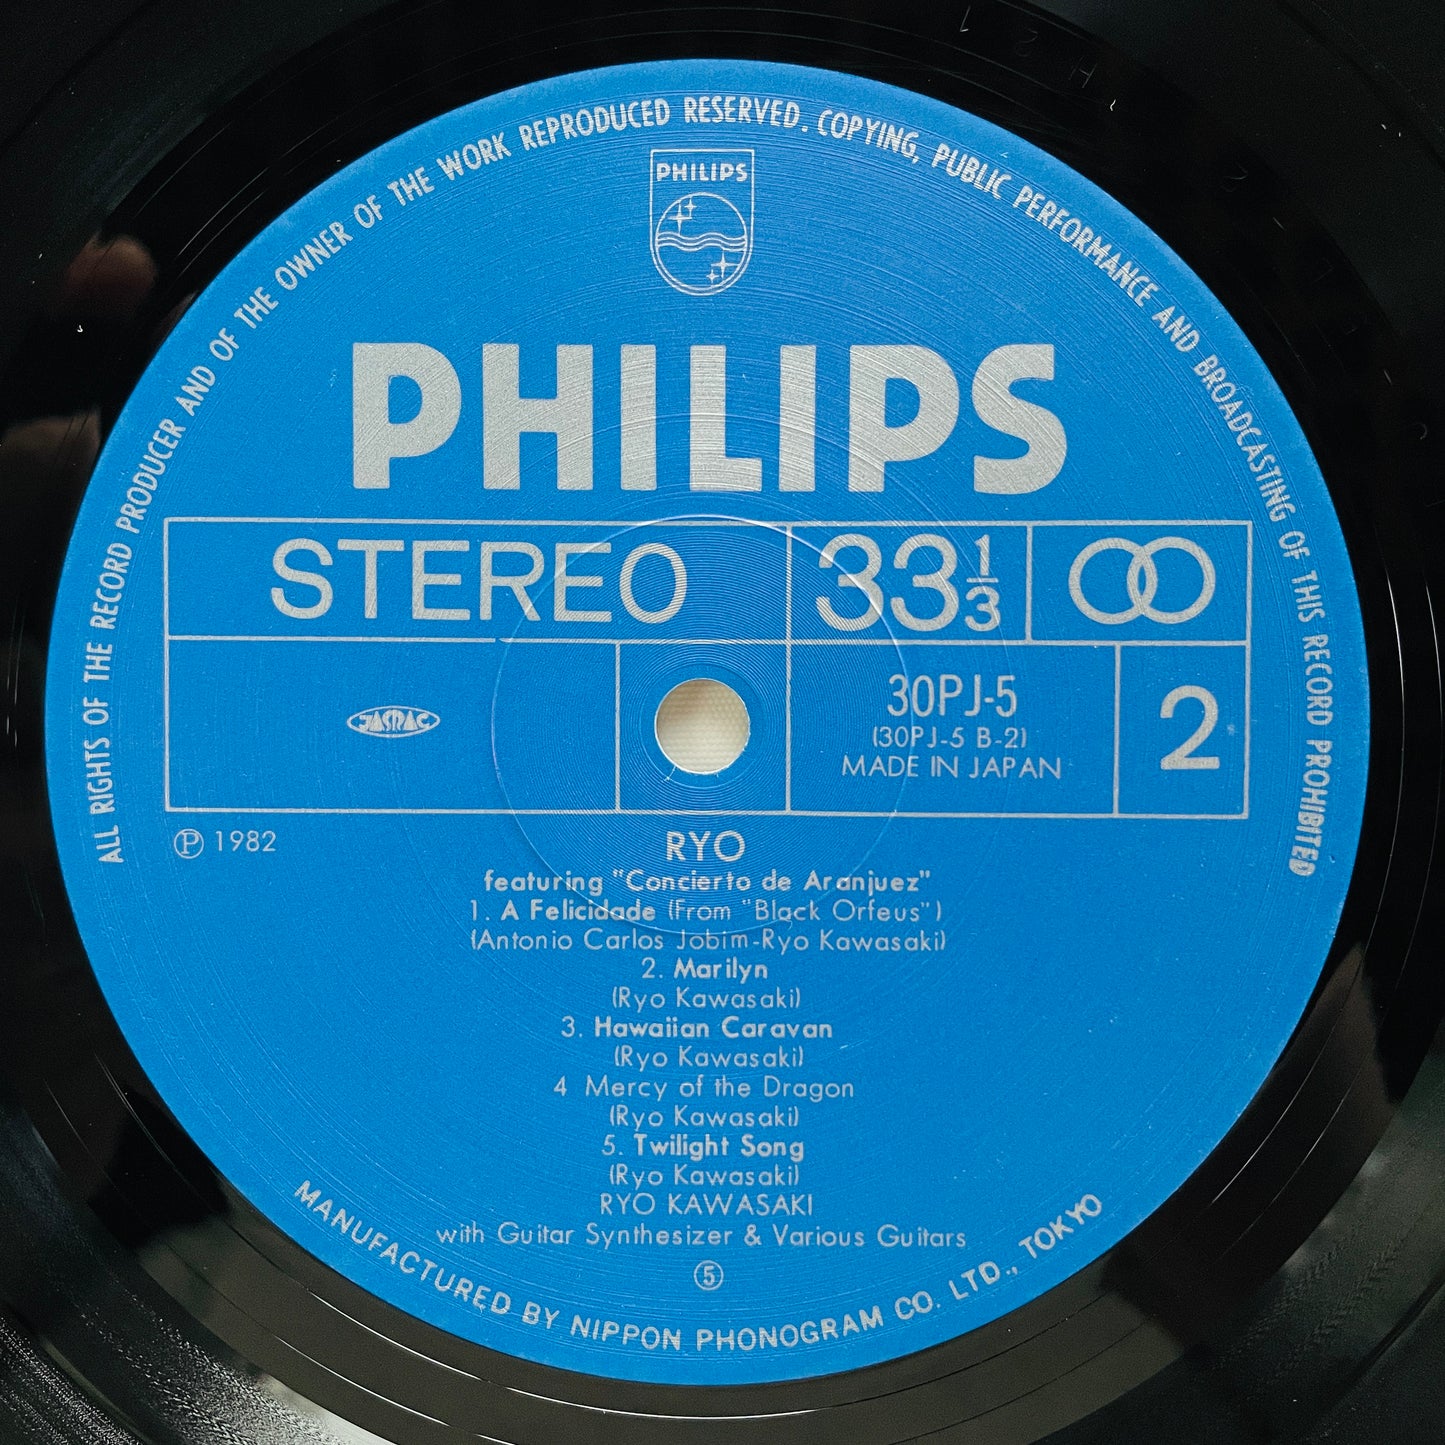 ALL RIGHTS OF THE RECORD PRODUCER AND OF THE OWNER OF THE WORK REPRODUCED RESERVED. COPYING, PUBLIC PERFORMANCE AND BROADCASTING OF THIS RECORD PROHIBITED
PHILIPS
PHILIPS
STEREO 33 1/3
JASRAC
30PJ-5
(30PJ-5 B-2)
MADE IN JAPAN
2
Ⓟ 1982
RYO
featuring "Concierto de Aranjuez"
1. A Felicidade (From "Black Orfeus")
(Antonio Carlos Jobim-Ryo Kawasaki)
2. Marilyn
(Ryo Kawasaki)
3. Hawaiian Caravan
(Ryo Kawasaki)
4 Mercy of the Dragon
(Ryo Kawasaki)
5. Twilight Song
(Ryo Kawasaki)
RYO KAWASAKI
with Guitar Synthesizer & Various Guitars
⑤
MANUFACTURED BY NIPPON PHONOGRAM CO. LTD., TOKYO